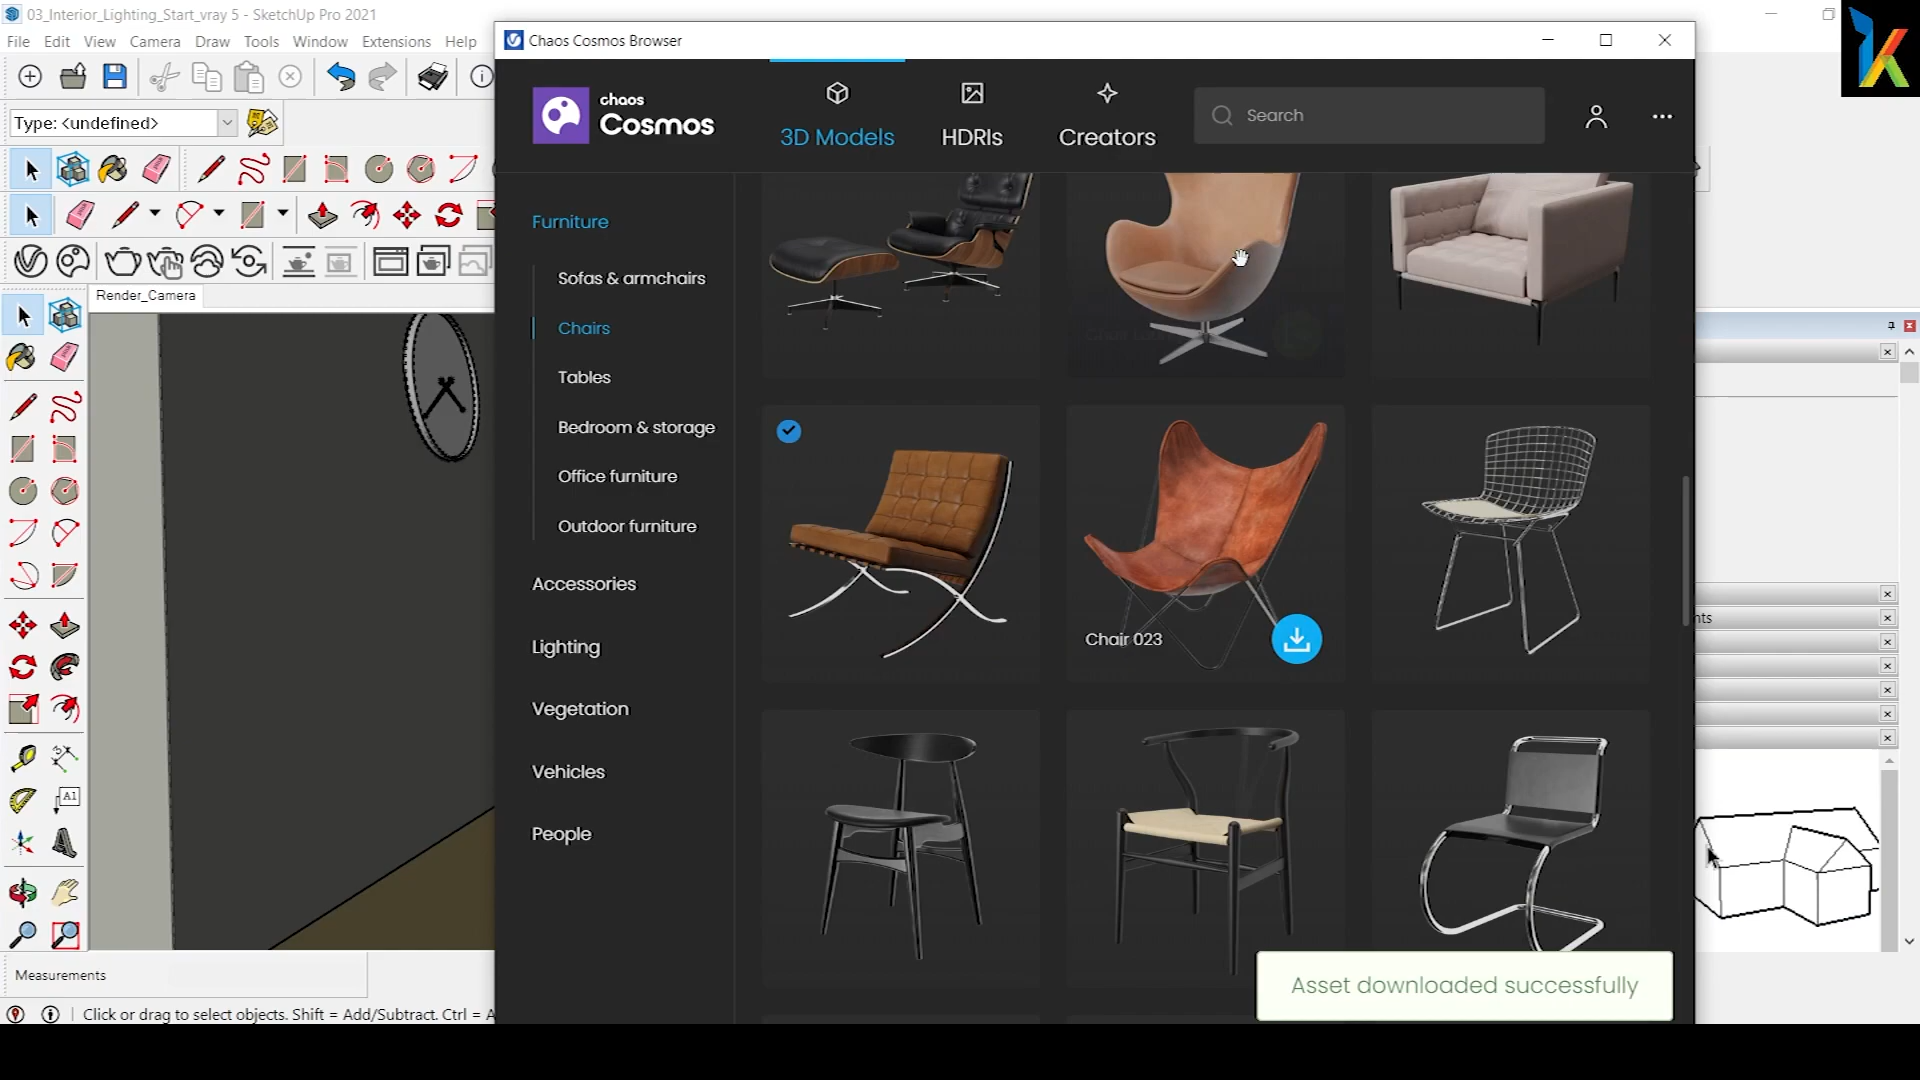 03_Interior_Lighting_Start_vray 5 - SketchUp Pro 2021
File Edit View Camera Draw Tools Window Extensions Help
Chaos Cosmos Browser
Type: <undefined>
chaos
Cosmos
3D Models
HDRIs
Creators
Search
Render_Camera
Furniture
Sofas & armchairs
Chairs
Tables
Bedroom & storage
Office furniture
Outdoor furniture
Accessories
Lighting
Vegetation
Vehicles
People
Chair 023
nts
A1
Asset downloaded successfully
Measurements
Click or drag to select objects. Shift = Add/Subtract. Ctrl = A